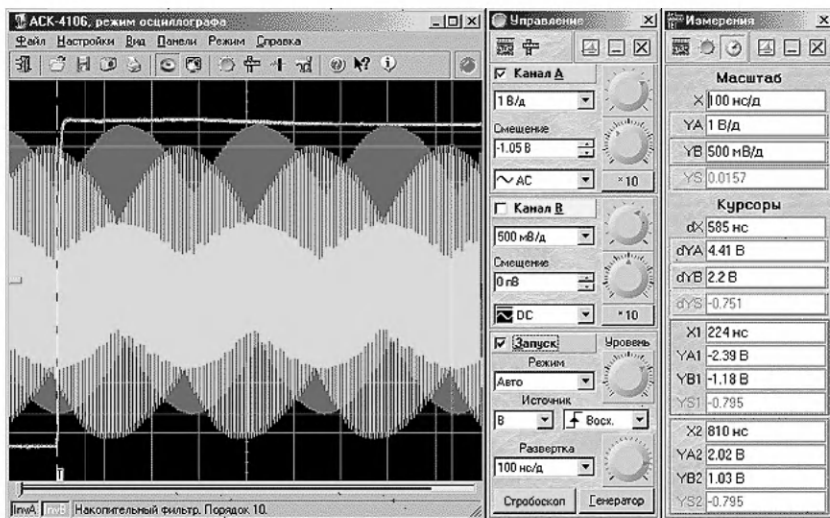 АСК-4106, режим осциллографа
Файл Настройки Вид Панели Режим Справка
T
InvA InvB Накопительный фильтр. Порядок 10.
Управление
Канал A
1 В/д
Смещение
-1.05 В
AC
×10
Канал B
500 мВ/д
Смещение
0 пВ
DC
×10
Запуск Уровень
Режим
Авто
Источник
B Восх.
Развертка
100 нс/д
Стробоскоп Генератор
Измерения
Масштаб
X 100 нс/д
YA 1 В/д
YB 500 мВ/д
YS 0.0157
Курсоры
dX 585 нс
dYA 4.41 В
dYB 2.2 В
dYS -0.751
X1 224 нс
YA1 -2.39 В
YB1 -1.18 В
YS1 -0.795
X2 810 нс
YA2 2.02 В
YB2 1.03 В
YS2 -0.795